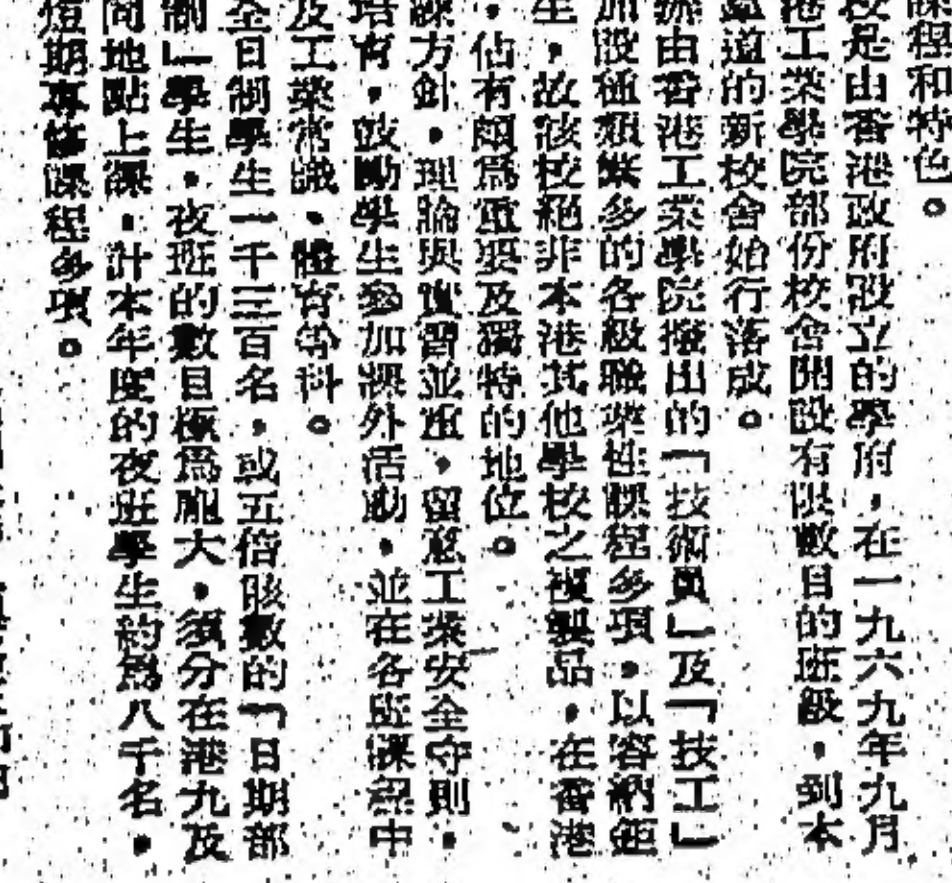 課程和特色。
校是由香港政府設立的學府，在一九六九年九月
港工業學院部份校舍開設有限數目的班級，到本
道的新校舍始行落成。
辦由香港工業學院撥出的「技術員」及「技工」
加設種類繁多的各級職業性課程多項，以容納鉅
生，故該校絕非本港其他學校之複製品，在香港
，佔有頗爲重要及獨特的地位。
練方針，理論與實習並重，留意工業安全守則，
培育，鼓勵學生參加課外活動，並在各班課程中
及工業常識、體育等科。
全日制學生一千三百名，或五倍該數的「日期部
制」學生，夜班的數目極爲龐大，須分在港九及
同地點上課，計本年度的夜班學生約爲八千名，
短期專修課程多項。